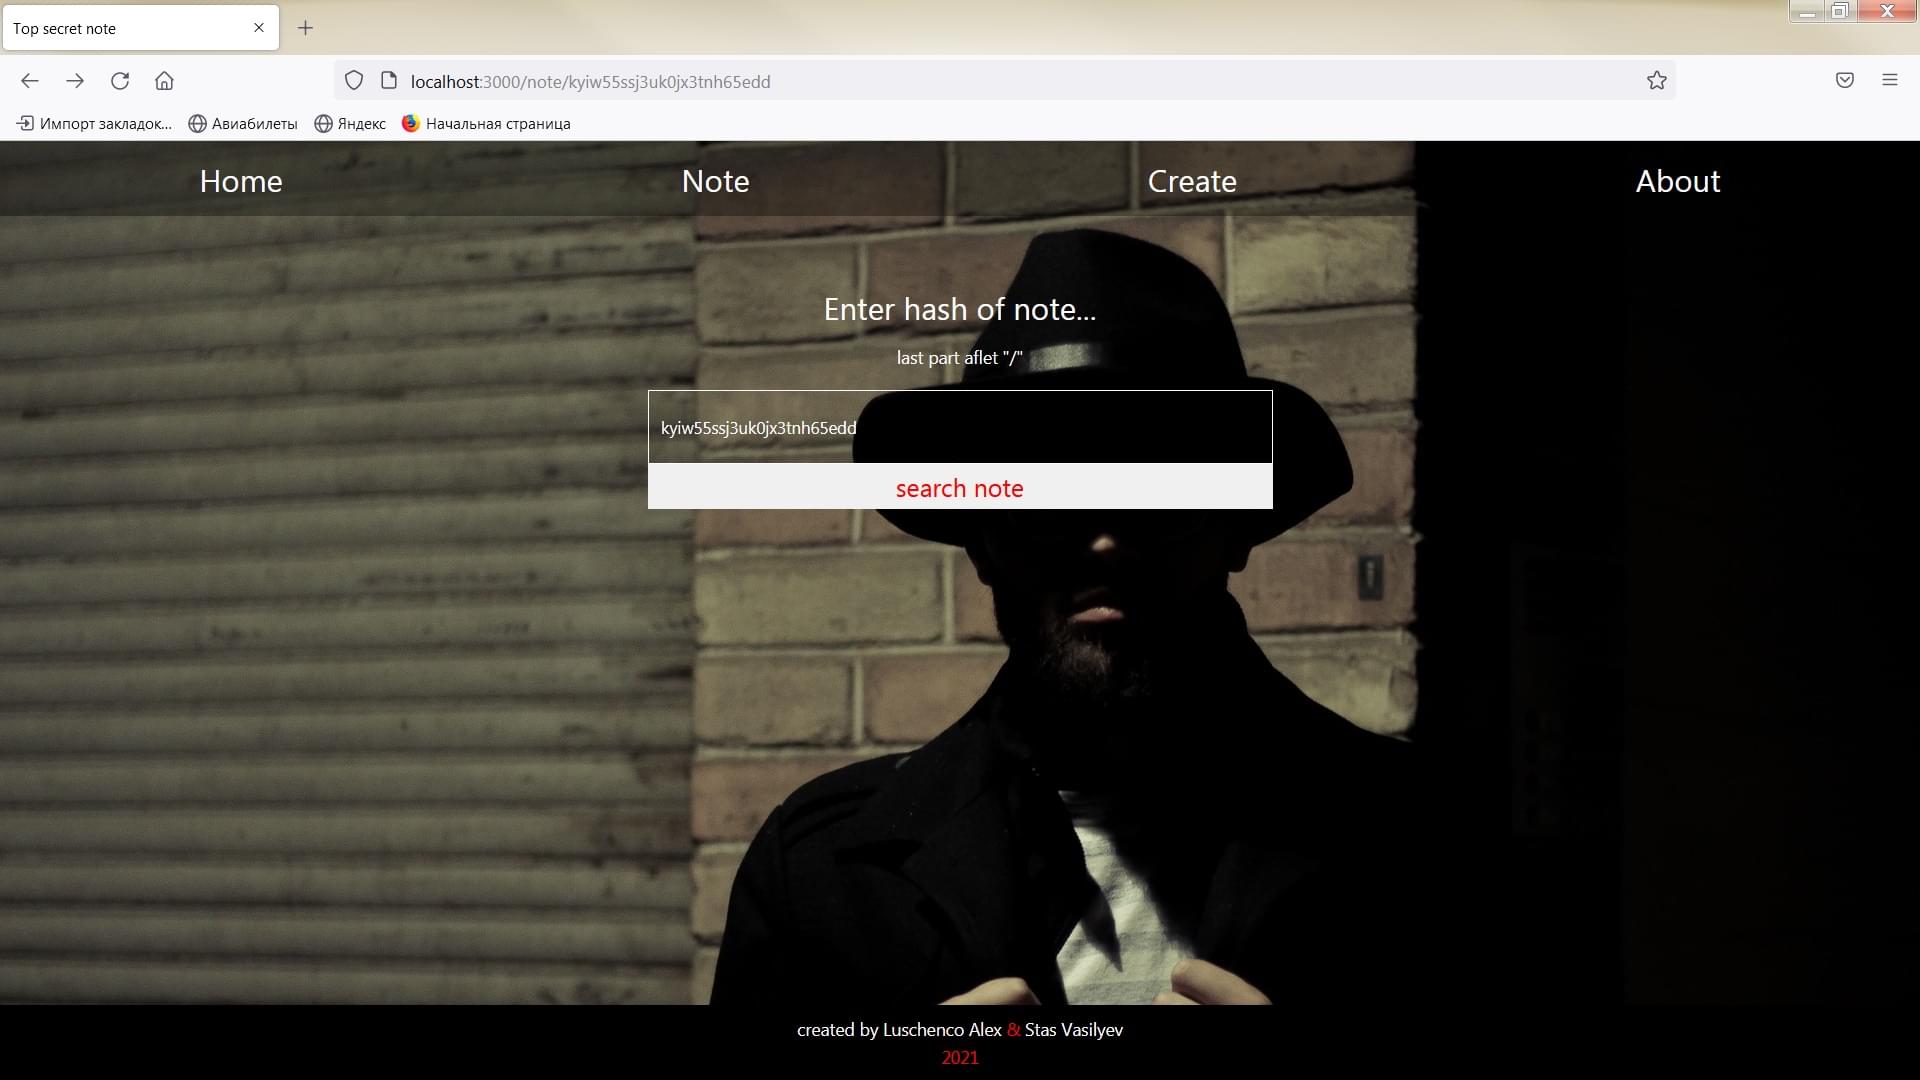 Top secret note
localhost:3000/note/kyiw55ssj3uk0jx3tnh65edd
Импорт закладок... Авиабилеты Яндекс Начальная страница
Home Note Create About
Enter hash of note...
last part aflet "/"
kyiw55ssj3uk0jx3tnh65edd
search note
created by Luschenco Alex & Stas Vasilyev
2021